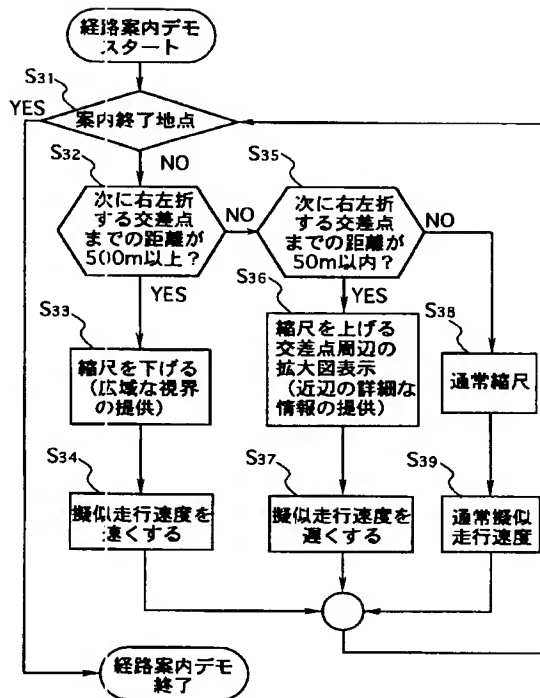 経路案内デモ
スタート
S31
YES
案内終了地点
NO
S32
次に右左折
する交差点
までの距離が
500m以上?
NO
YES
S35
次に右左折
する交差点
までの距離が
50m以内?
NO
YES
S33
縮尺を下げる
(広域な視界
の提供)
S36
縮尺を上げる
交差点周辺の
拡大図表示
(近辺の詳細な
情報の提供)
S38
通常縮尺
S34
擬似走行速度を
速くする
S37
擬似走行速度を
遅くする
S39
通常擬似
走行速度
経路案内デモ
終了